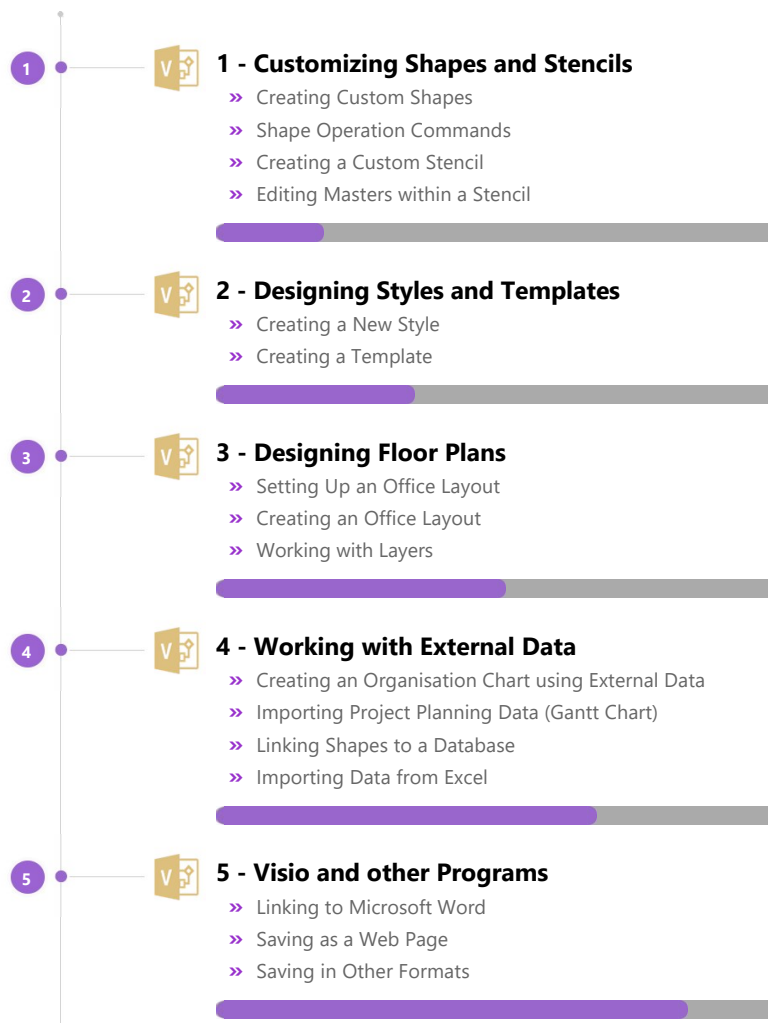 1
V
1 - Customizing Shapes and Stencils
» Creating Custom Shapes
» Shape Operation Commands
» Creating a Custom Stencil
» Editing Masters within a Stencil
2
V
2 - Designing Styles and Templates
» Creating a New Style
» Creating a Template
3
V
3 - Designing Floor Plans
» Setting Up an Office Layout
» Creating an Office Layout
» Working with Layers
4
V
4 - Working with External Data
» Creating an Organisation Chart using External Data
» Importing Project Planning Data (Gantt Chart)
» Linking Shapes to a Database
» Importing Data from Excel
5
V
5 - Visio and other Programs
» Linking to Microsoft Word
» Saving as a Web Page
» Saving in Other Formats